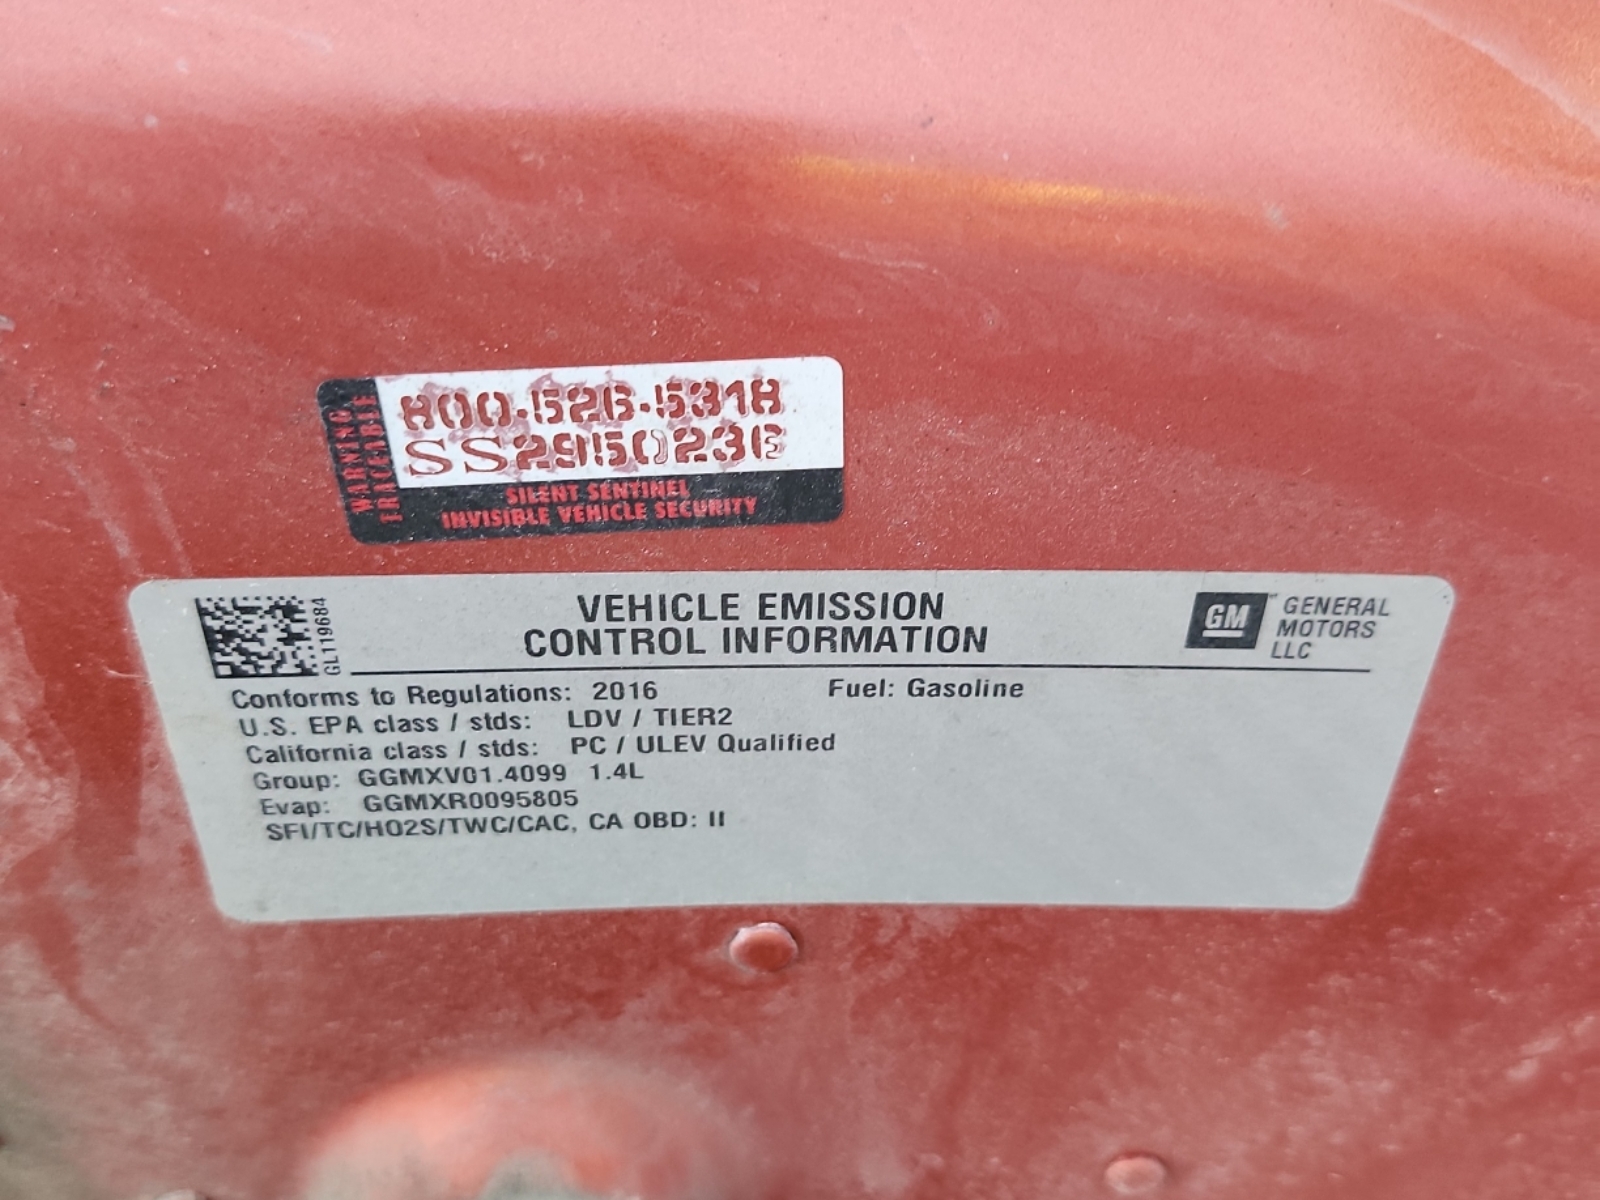 WARNING
TRACEABLE
800-526-5318
SS295023E
SILENT SENTINEL
INVISIBLE VEHICLE SECURITY
GL119684
VEHICLE EMISSION
CONTROL INFORMATION
GM
GENERAL
MOTORS
LLC
Conforms to Regulations: 2016 Fuel: Gasoline
U.S. EPA class / stds: LDV / TIER2
California class / stds: PC / ULEV Qualified
Group: GGMXV01.4099 1.4L
Evap: GGMXR0095805
SFI/TC/HO2S/TWC/CAC, CA OBD: II